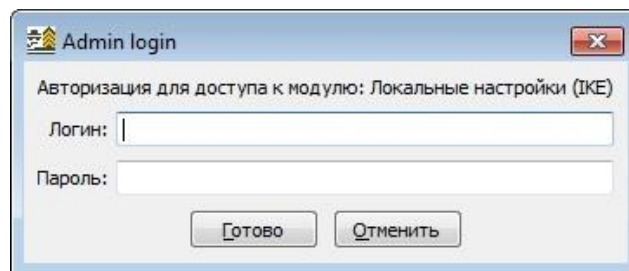 Admin login
Авторизация для доступа к модулю: Локальные настройки (IKE)
Логин:
Пароль:
Готово Отменить